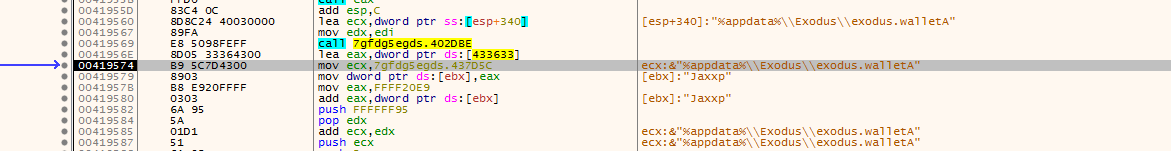 call eax
0041955D 83C4 0C add esp,C
00419560 8D8C24 40030000 lea ecx,dword ptr ss:[esp+340] [esp+340]:"%appdata%\\Exodus\\exodus.walletA"
00419567 89FA mov edx,edi
00419569 E8 5098FEFF call 7gfdg5egds.402DBE
0041956E 8D05 33364300 lea eax,dword ptr ds:[433633]
00419574 B9 5C7D4300 mov ecx,7gfdg5egds.437D5C ecx:&"%appdata%\\Exodus\\exodus.walletA"
00419579 8903 mov dword ptr ds:[ebx],eax [ebx]:"Jaxxp"
0041957B B8 E920FFFF mov eax,FFFF20E9
00419580 0303 add eax,dword ptr ds:[ebx] [ebx]:"Jaxxp"
00419582 6A 95 push FFFFFF95
00419584 5A pop edx
00419585 01D1 add ecx,edx ecx:&"%appdata%\\Exodus\\exodus.walletA"
00419587 51 push ecx ecx:&"%appdata%\\Exodus\\exodus.walletA"